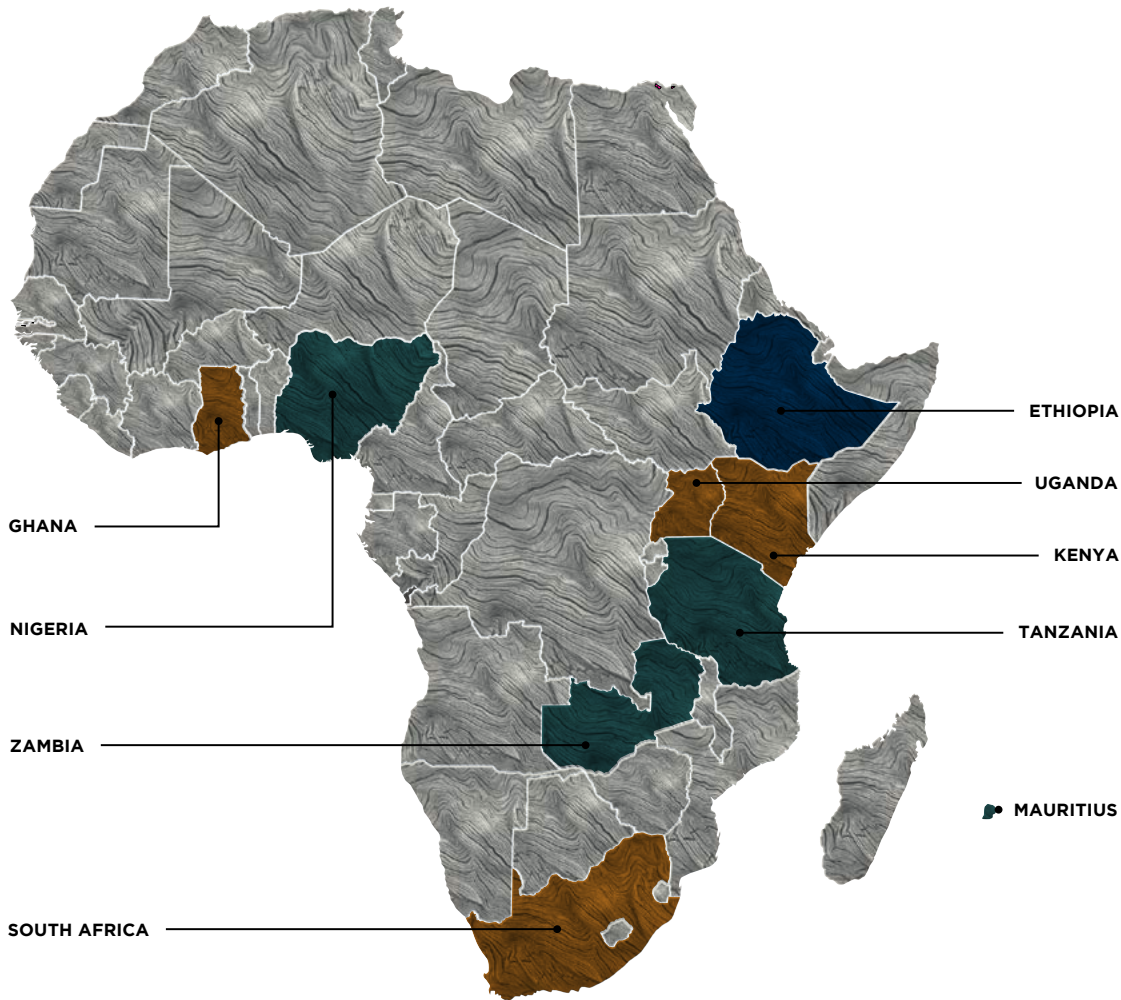 ETHIOPIA
UGANDA
GHANA
KENYA
NIGERIA
TANZANIA
ZAMBIA
MAURITIUS
SOUTH AFRICA